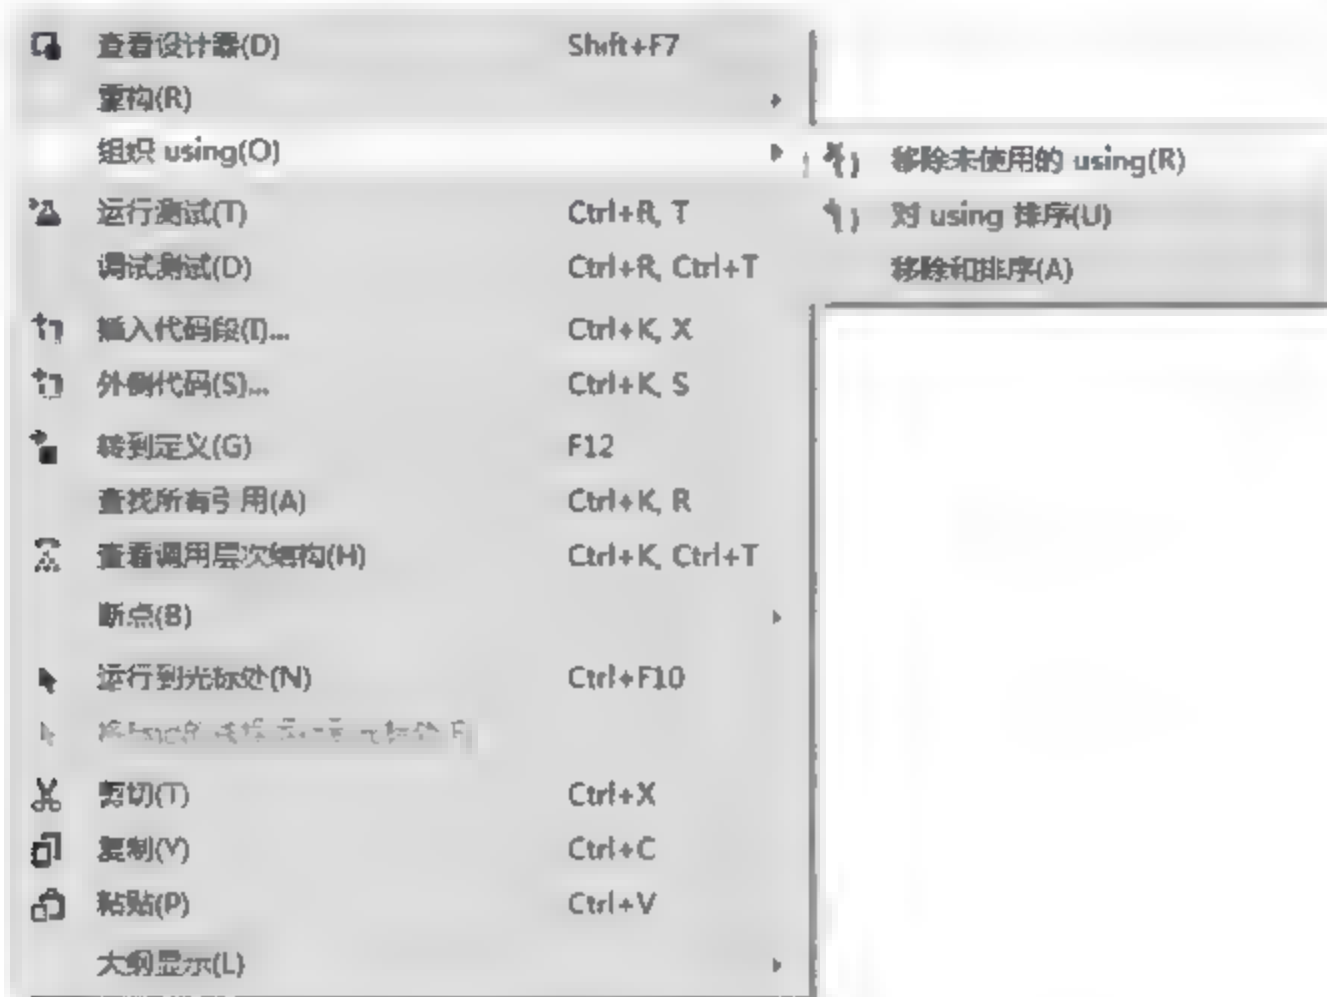 查看设计器(D) Shift+F7
重构(R)
组织 using(O)
移除未使用的 using(R)
对 using 排序(U)
移除和排序(A)
运行测试(T) Ctrl+R, T
调试测试(D) Ctrl+R, Ctrl+T
插入代码段(I)... Ctrl+K, X
外侧代码(S)... Ctrl+K, S
转到定义(G) F12
查找所有引用(A) Ctrl+K, R
查看调用层次结构(H) Ctrl+K, Ctrl+T
断点(B)
运行到光标处(N) Ctrl+F10
剪切(T) Ctrl+X
复制(Y) Ctrl+C
粘贴(P) Ctrl+V
大纲显示(L)